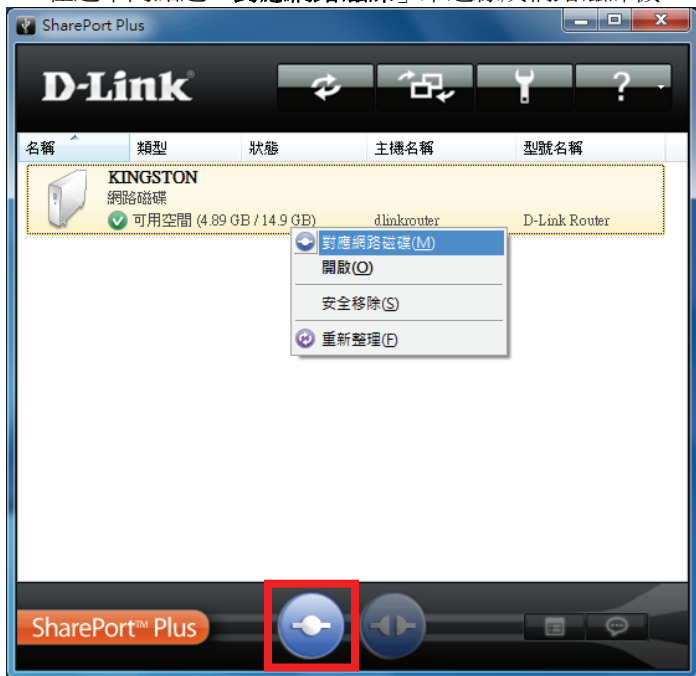 SharePort Plus
D-Link
?
名稱 類型 狀態 主機名稱 型號名稱
KINGSTON
網路磁碟
可用空間 (4.89 GB / 14.9 GB) dlinkrouter D-Link Router
對應網路磁碟(M)
開啟(O)
安全移除(S)
重新整理(F)
SharePort™ Plus